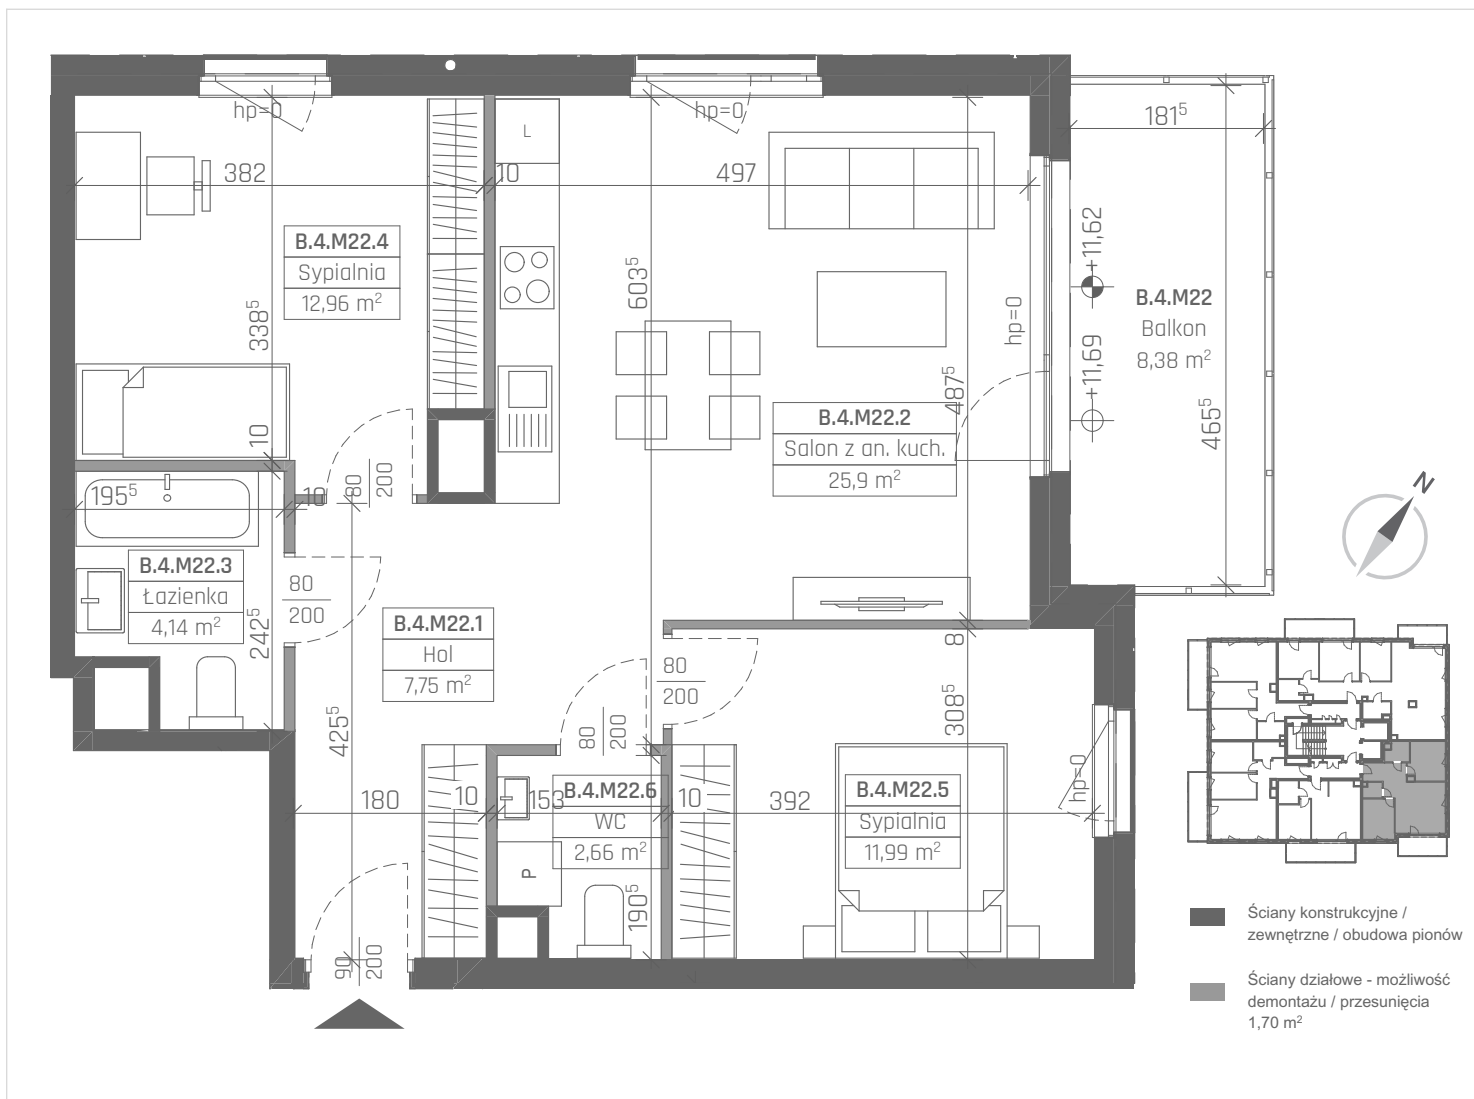 hp=0
hp=0
181⁵
L
382
10
497
B.4.M22.4
Sypialnia
12,96 m²
603⁵
+11,62
hp=0
B.4.M22
Balkon
8,38 m²
338⁵
+11,69
487⁵
465⁵
B.4.M22.2
Salon z an. kuch.
25,9 m²
10
80
200
195⁵
10
N
B.4.M22.3
Łazienka
4,14 m²
80
200
242⁵
B.4.M22.1
Hol
7,75 m²
8
80
200
425⁵
80
200
308⁵
hp=0
180
10
153
B.4.M22.6
WC
2,66 m²
10
392
B.4.M22.5
Sypialnia
11,99 m²
P
190⁵
90
200
Ściany konstrukcyjne /
zewnętrzne / obudowa pionów
Ściany działowe - możliwość
demontażu / przesunięcia
1,70 m²